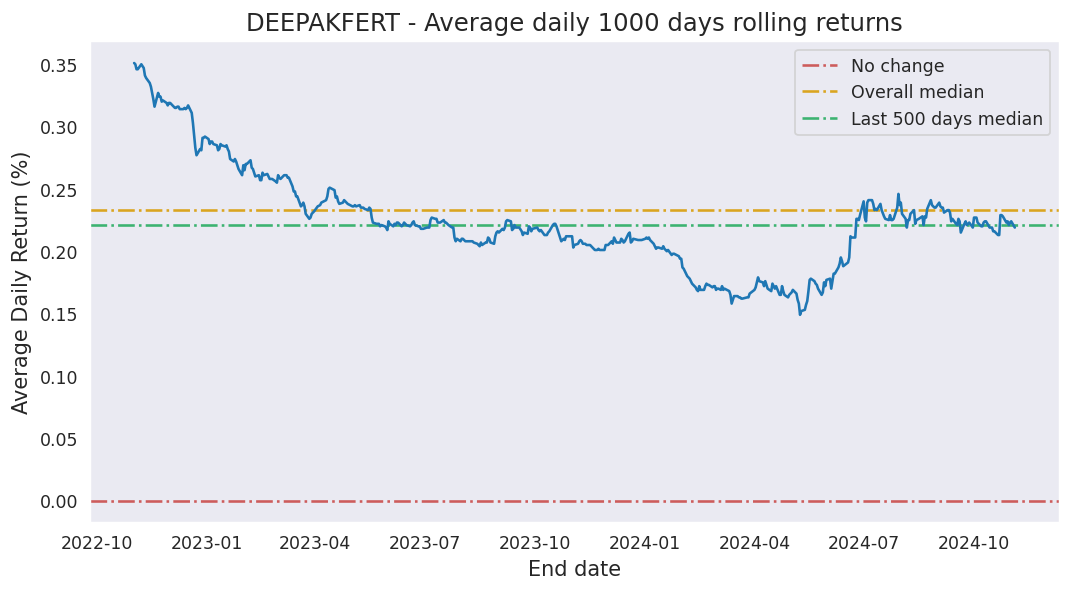 DEEPAKFERT - Average daily 1000 days rolling returns
No change
Overall median
Last 500 days median
Average Daily Return (%)
0.35
0.30
0.25
0.20
0.15
0.10
0.05
0.00
2022-10 2023-01 2023-04 2023-07 2023-10 2024-01 2024-04 2024-07 2024-10
End date